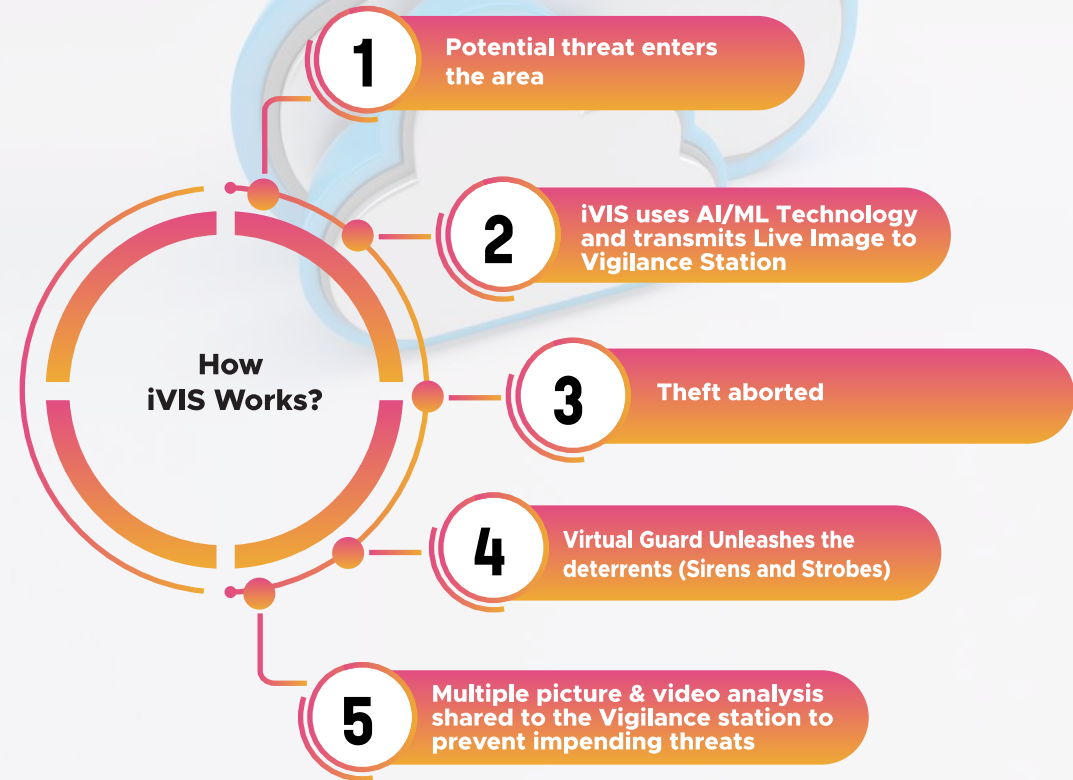 How
iVIS Works?
1
Potential threat enters
the area
2
iVIS uses AI/ML Technology
and transmits Live Image to
Vigilance Station
3
Theft aborted
4
Virtual Guard Unleashes the
deterrents (Sirens and Strobes)
5
Multiple picture & video analysis
shared to the Vigilance station to
prevent impending threats